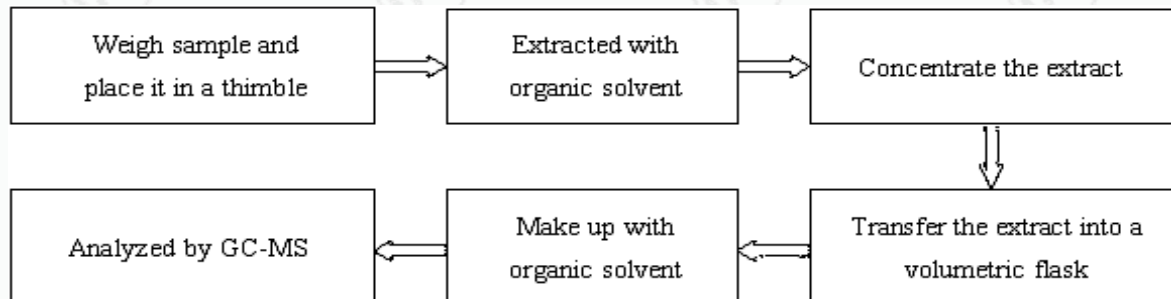 Weigh sample and
place it in a thimble
Extracted with
organic solvent
Concentrate the extract
Transfer the extract into a
volumetric flask
Make up with
organic solvent
Analyzed by GC-MS